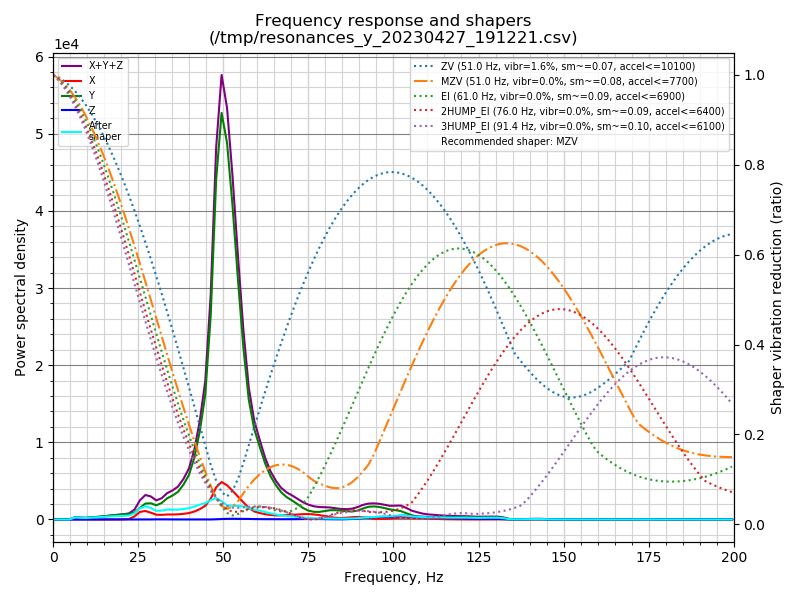 Frequency response and shapers
(/tmp/resonances_y_20230427_191221.csv)
1e4
X+Y+Z
X
Y
Z
After
shaper
ZV (51.0 Hz, vibr=1.6%, sm~=0.07, accel<=10100)
MZV (51.0 Hz, vibr=0.0%, sm~=0.08, accel<=7700)
EI (61.0 Hz, vibr=0.0%, sm~=0.09, accel<=6900)
2HUMP_EI (76.0 Hz, vibr=0.0%, sm~=0.09, accel<=6400)
3HUMP_EI (91.4 Hz, vibr=0.0%, sm~=0.10, accel<=6100)
Recommended shaper: MZV
6
5
4
3
2
1
0
Power spectral density
1.0
0.8
0.6
0.4
0.2
0.0
Shaper vibration reduction (ratio)
0 25 50 75 100 125 150 175 200
Frequency, Hz